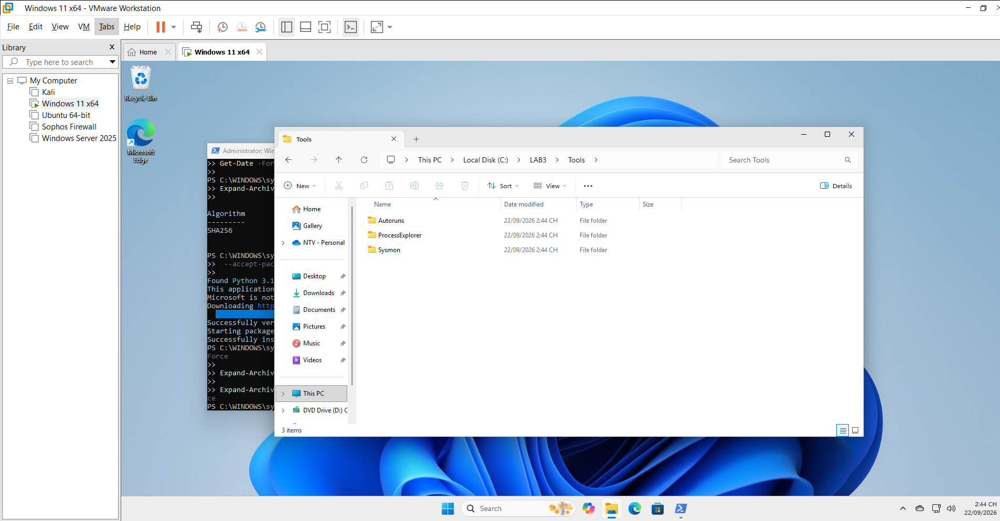 Windows 11 x64 - VMware Workstation
File Edit View VM Tabs Help
Library
Type here to search
My Computer
Kali
Windows 11 x64
Ubuntu 64-bit
Sophos Firewall
Windows Server 2025
Home
Windows 11 x64
Recycle Bin
Microsoft
Edge
Administrator: Win
>> Get-Date -For
>>
PS C:\WINDOWS\sy
>> Expand-Archiv
>>
Algorithm
---------
SHA256
PS C:\WINDOWS\sy
>> --accept-pac
>>
Found Python 3.1
This application
Microsoft is not
Downloading http
Successfully ver
Starting package
Successfully ins
PS C:\WINDOWS\sy
Force
>>
>> Expand-Archiv
>>
>> Expand-Archiv
ce
PS C:\WINDOWS\sy
Tools
This PC > Local Disk (C:) > LAB3 > Tools >
Search Tools
New
Sort
View
Details
Home
Gallery
NTV - Personal
Desktop
Downloads
Documents
Pictures
Music
Videos
This PC
DVD Drive (D:) C
Name Date modified Type Size
Autoruns 22/09/2026 2:44 CH File folder
ProcessExplorer 22/09/2026 2:44 CH File folder
Sysmon 22/09/2026 2:44 CH File folder
3 items
Search
2:44 CH
22/09/2026